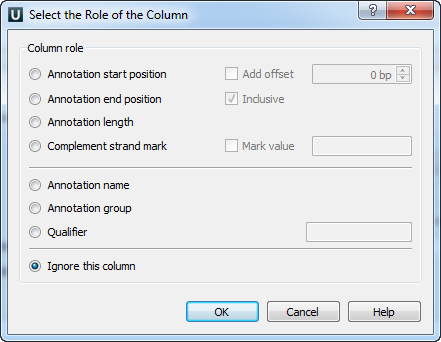 U Select the Role of the Column ?
Column role
Annotation start position Add offset 0 bp
Annotation end position Inclusive
Annotation length
Complement strand mark Mark value
Annotation name
Annotation group
Qualifier
Ignore this column
OK Cancel Help